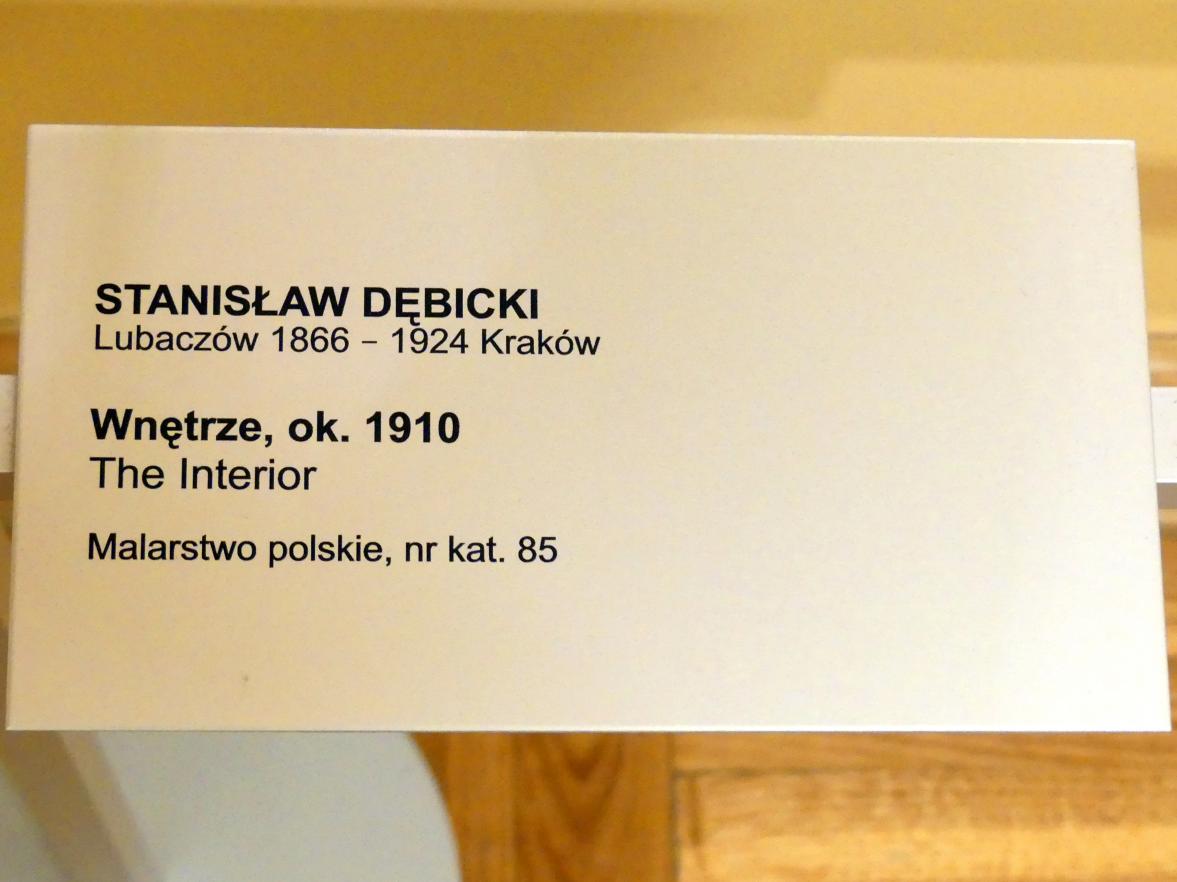 STANISŁAW DĘBICKI
Lubaczów 1866 – 1924 Kraków
Wnętrze, ok. 1910
The Interior
Malarstwo polskie, nr kat. 85